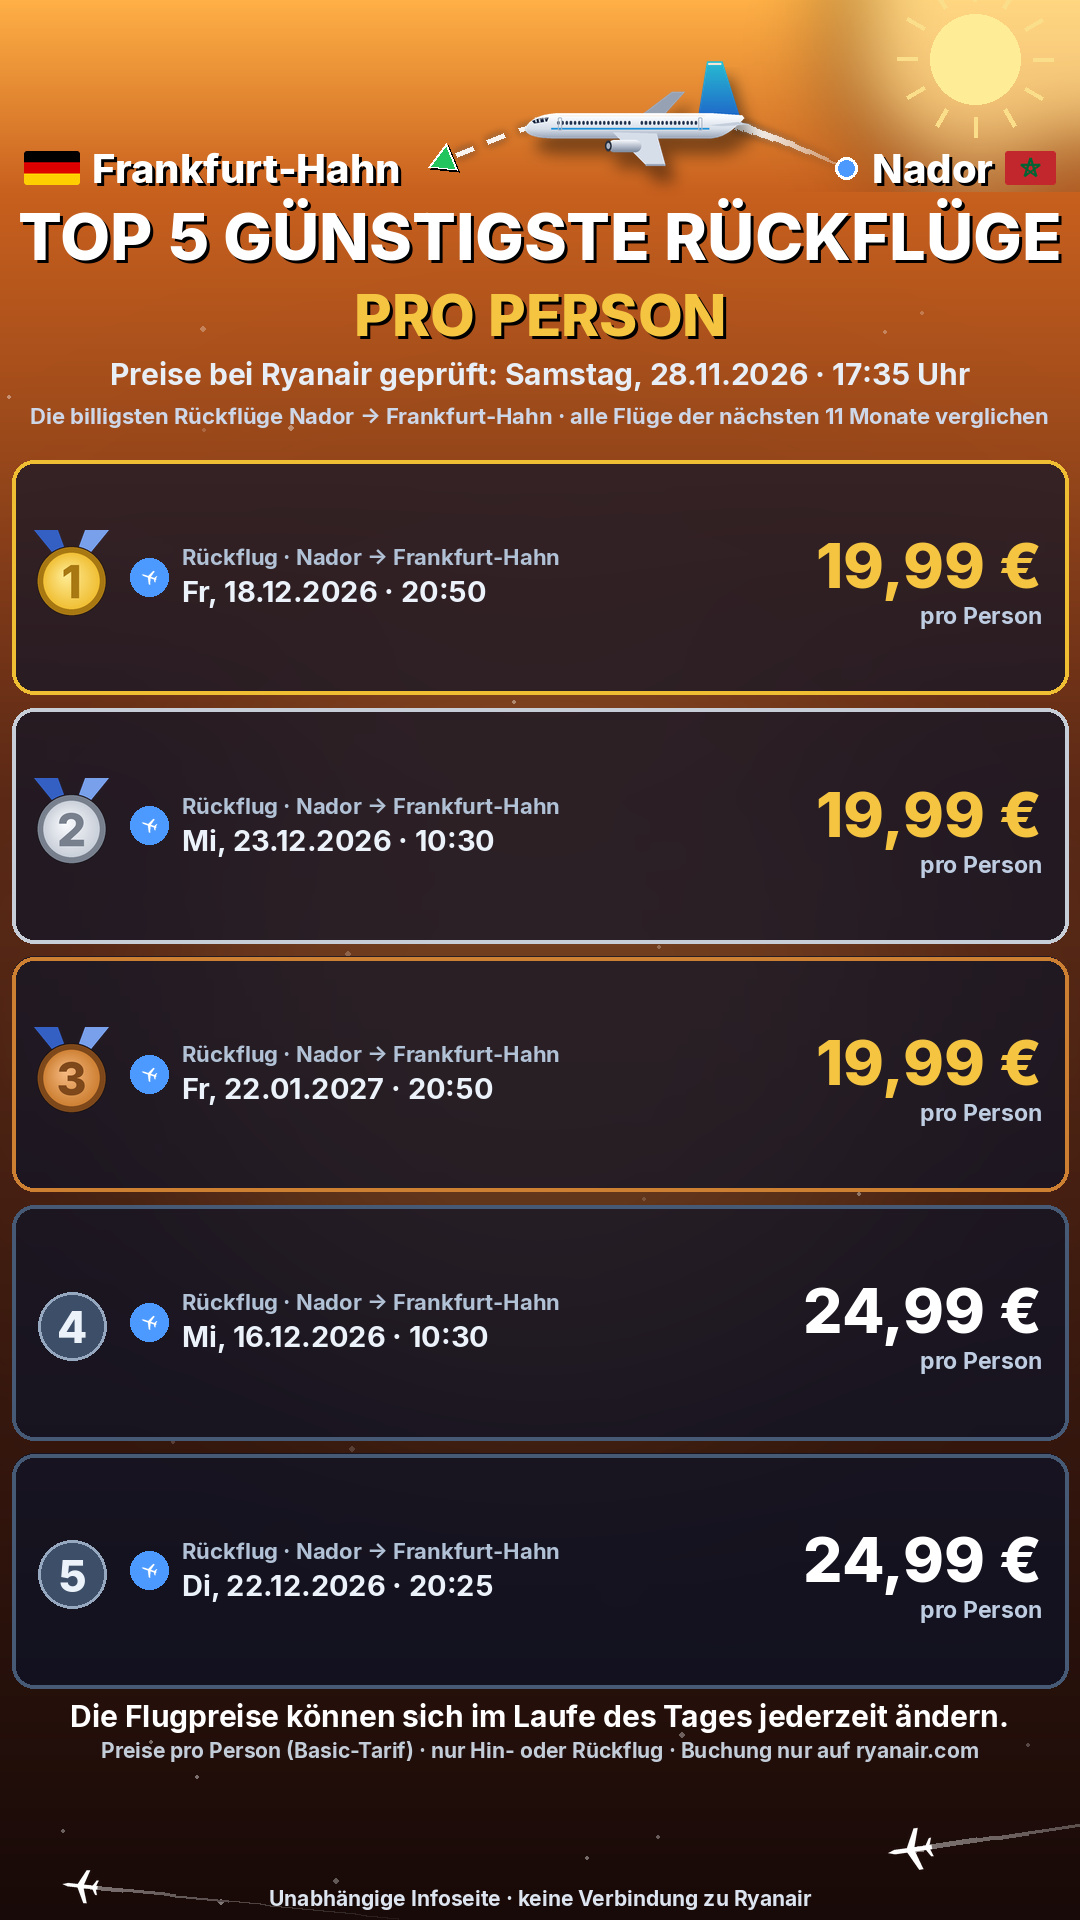 Frankfurt-Hahn
Nador
TOP 5 GÜNSTIGSTE RÜCKFLÜGE
PRO PERSON
Preise bei Ryanair geprüft: Samstag, 28.11.2026 · 17:35 Uhr
Die billigsten Rückflüge Nador → Frankfurt-Hahn · alle Flüge der nächsten 11 Monate verglichen
1
Rückflug · Nador → Frankfurt-Hahn
Fr, 18.12.2026 · 20:50
19,99 €
pro Person
2
Rückflug · Nador → Frankfurt-Hahn
Mi, 23.12.2026 · 10:30
19,99 €
pro Person
3
Rückflug · Nador → Frankfurt-Hahn
Fr, 22.01.2027 · 20:50
19,99 €
pro Person
4
Rückflug · Nador → Frankfurt-Hahn
Mi, 16.12.2026 · 10:30
24,99 €
pro Person
5
Rückflug · Nador → Frankfurt-Hahn
Di, 22.12.2026 · 20:25
24,99 €
pro Person
Die Flugpreise können sich im Laufe des Tages jederzeit ändern.
Preise pro Person (Basic-Tarif) · nur Hin- oder Rückflug · Buchung nur auf ryanair.com
Unabhängige Infoseite · keine Verbindung zu Ryanair